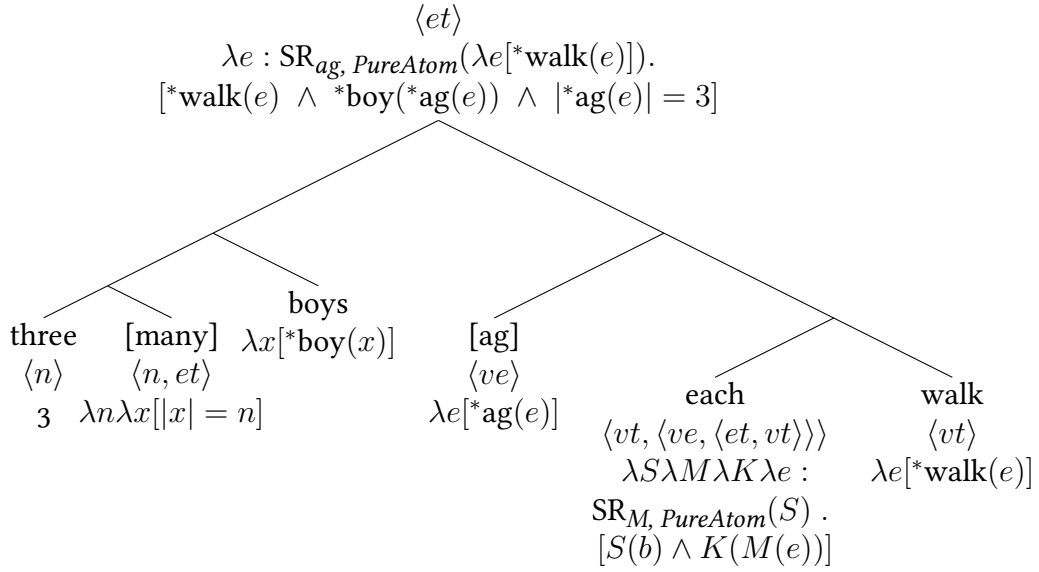 ⟨et⟩
λe : SR_{ag, PureAtom}(λe[*walk(e)]).
[*walk(e) ∧ *boy(*ag(e)) ∧ |*ag(e)| = 3]
three
⟨n⟩
3
[many]
⟨n, et⟩
λnλx[|x| = n]
boys
λx[*boy(x)]
[ag]
⟨ve⟩
λe[*ag(e)]
each
⟨vt, ⟨ve, ⟨et, vt⟩⟩⟩
λSλMλKλe :
SR_{M, PureAtom}(S) .
[S(b) ∧ K(M(e))]
walk
⟨vt⟩
λe[*walk(e)]